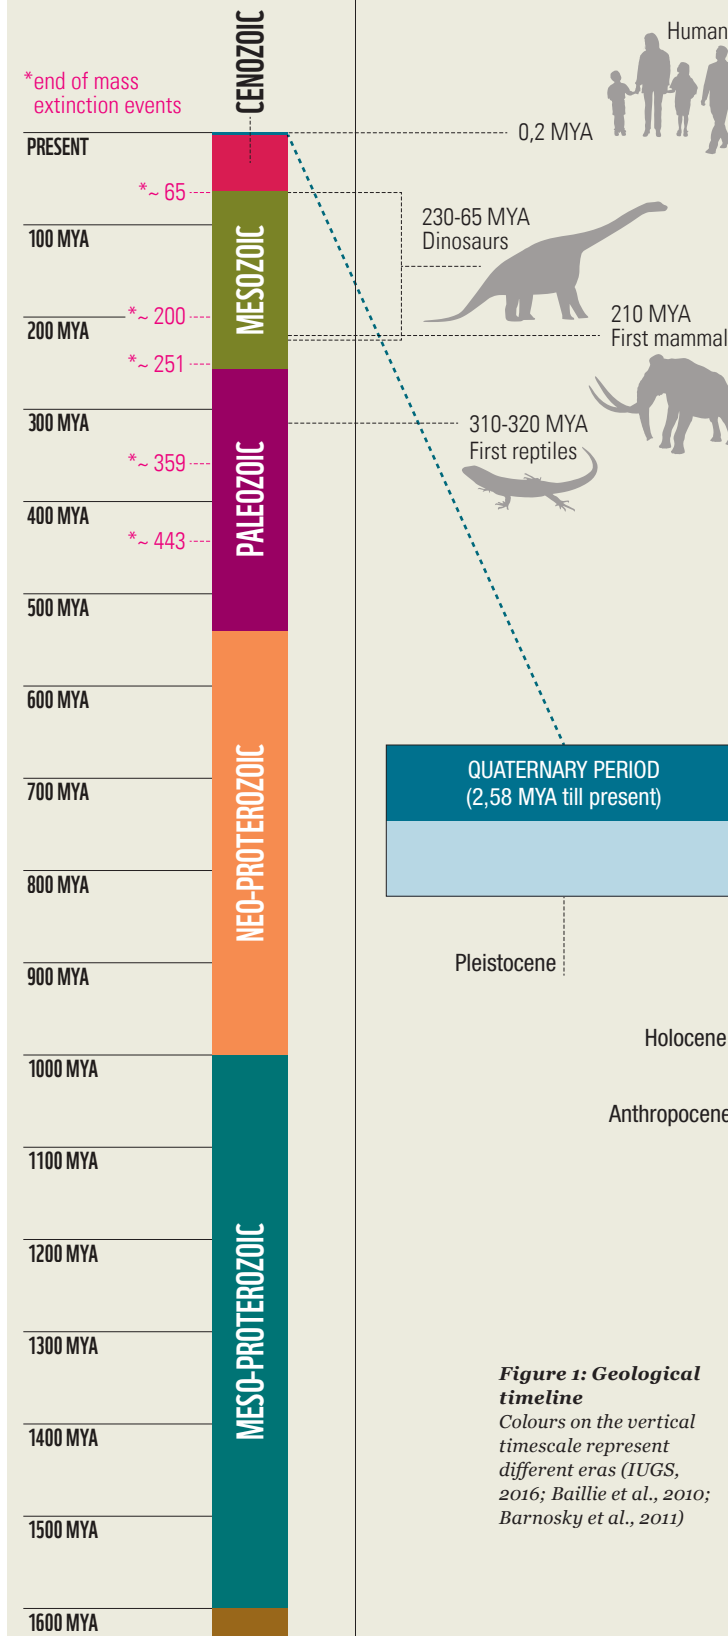 CENOZOIC
*end of mass
extinction events
PRESENT
*~ 65
100 MYA
*~ 200
200 MYA
*~ 251
300 MYA
*~ 359
400 MYA
*~ 443
500 MYA
600 MYA
700 MYA
800 MYA
900 MYA
1000 MYA
1100 MYA
1200 MYA
1300 MYA
1400 MYA
1500 MYA
1600 MYA
MESOZOIC
PALEOZOIC
NEO-PROTEROZOIC
MESO-PROTEROZOIC
Human
0,2 MYA
230-65 MYA
Dinosaurs
210 MYA
First mammal
310-320 MYA
First reptiles
QUATERNARY PERIOD
(2,58 MYA till present)
Pleistocene
Holocene
Anthropocene
Figure 1: Geological
timeline
Colours on the vertical
timescale represent
different eras (IUGS,
2016; Baillie et al., 2010;
Barnosky et al., 2011)